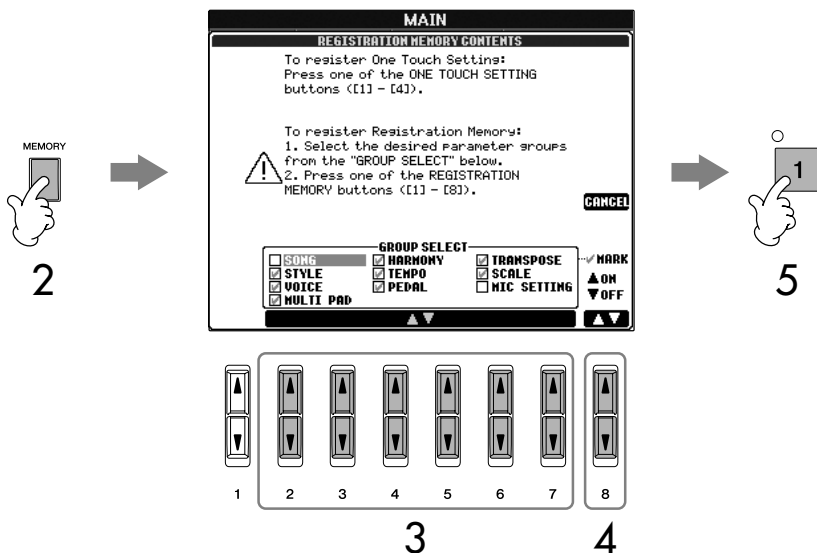 MAIN
REGISTRATION MEMORY CONTENTS
To register One Touch Setting:
Press one of the ONE TOUCH SETTING
buttons ([1] - [4]).
To register Registration Memory:
1. Select the desired parameter groups
from the "GROUP SELECT" below.
2. Press one of the REGISTRATION
MEMORY buttons ([1] - [8]).
CANCEL
GROUP SELECT
SONG HARMONY TRANSPOSE MARK
STYLE TEMPO SCALE ▲ON
VOICE PEDAL MIC SETTING ▼OFF
MULTI PAD
MEMORY
2
1
5
1 2 3 4 5 6 7 8
3 4